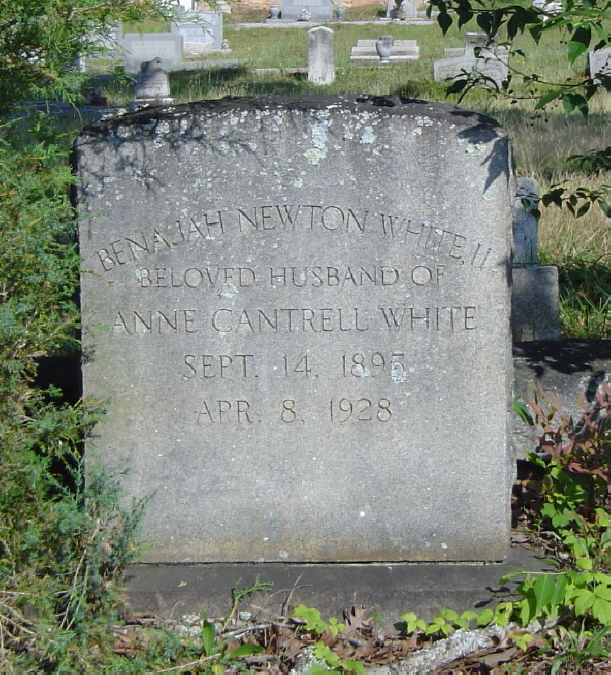 BENAJAH NEWTON WHITE, II
BELOVED HUSBAND OF
ANNE CANTRELL WHITE
SEPT. 14, 1895
APR. 8, 1928